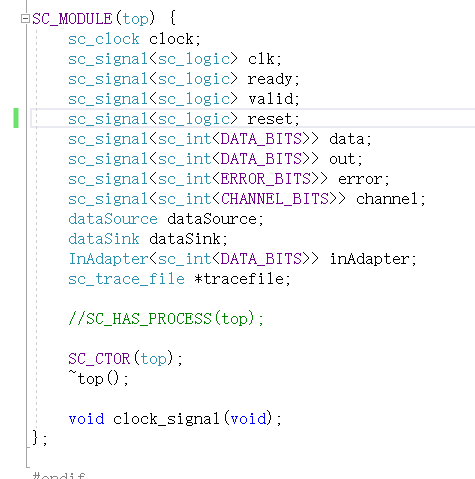 SC_MODULE(top) {
sc_clock clock;
sc_signal<sc_logic> clk;
sc_signal<sc_logic> ready;
sc_signal<sc_logic> valid;
sc_signal<sc_logic> reset;
sc_signal<sc_int<DATA_BITS>> data;
sc_signal<sc_int<DATA_BITS>> out;
sc_signal<sc_int<ERROR_BITS>> error;
sc_signal<sc_int<CHANNEL_BITS>> channel;
dataSource dataSource;
dataSink dataSink;
InAdapter<sc_int<DATA_BITS>> inAdapter;
sc_trace_file *tracefile;
//SC_HAS_PROCESS(top);
SC_CTOR(top);
~top();
void clock_signal(void);
};
#endif